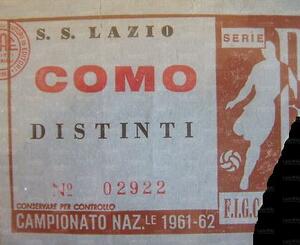 S. S. LAZIO
SERIE
COMO
DISTINTI
Nº 02922
CONSERVARE PER CONTROLLO
F.I.G.C
CAMPIONATO NAZ.LE 1961-62